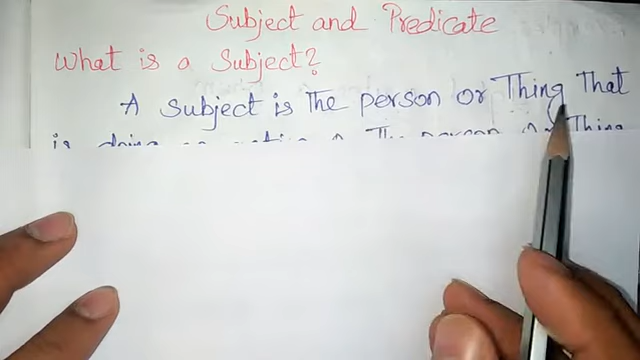 Subject and Predicate
What is a Subject?
A Subject is The person or Thing That